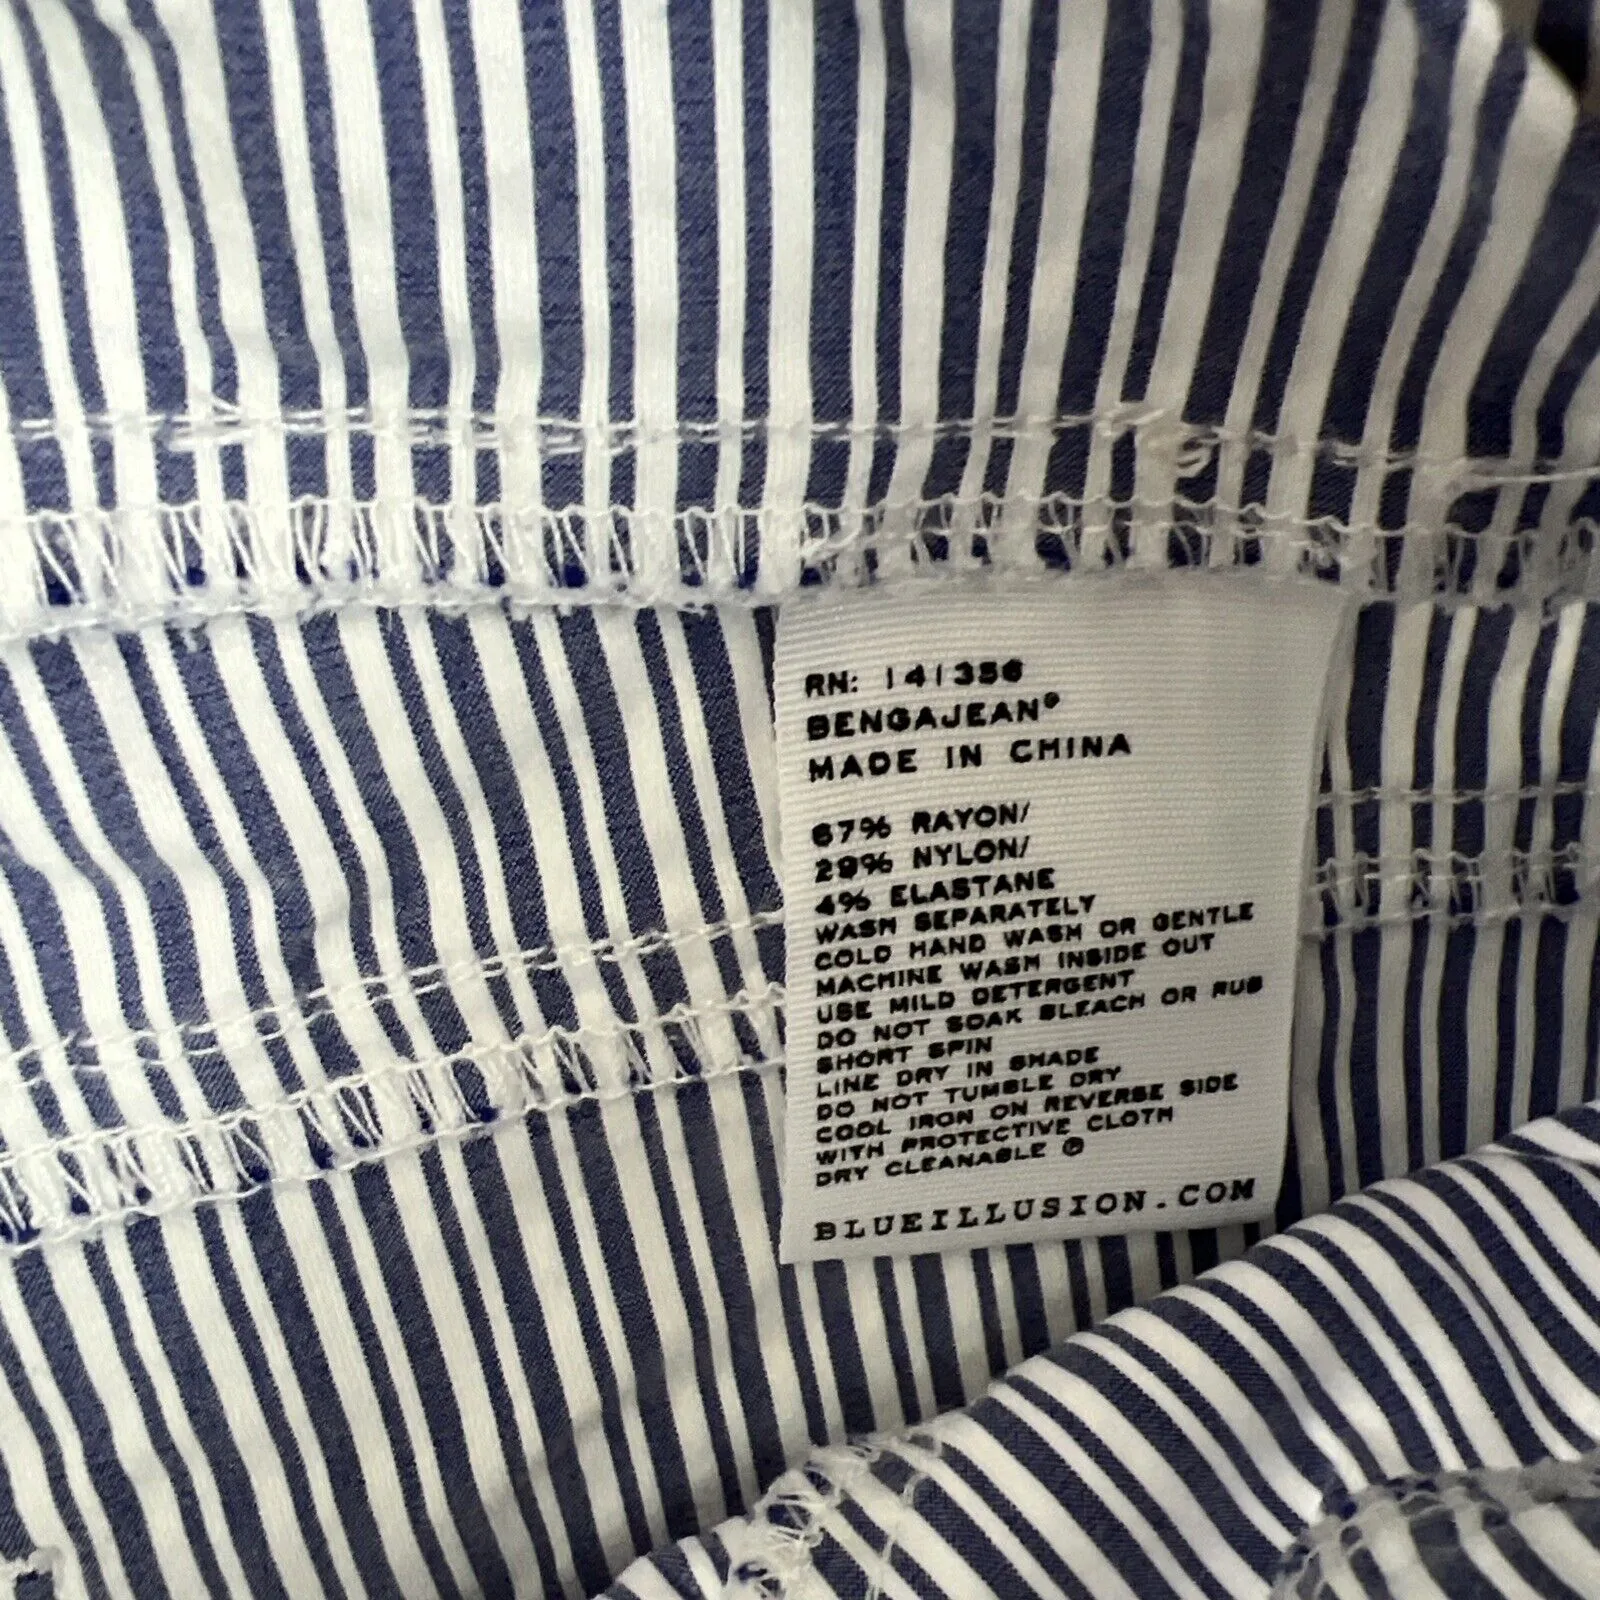 RN: 141356
BENGAJEAN®
MADE IN CHINA
67% RAYON/
29% NYLON/
4% ELASTANE
WASH SEPARATELY
COLD HAND WASH OR GENTLE
MACHINE WASH INSIDE OUT
USE MILD DETERGENT
DO NOT SOAK BLEACH OR RUB
SHORT SPIN
LINE DRY IN SHADE
DO NOT TUMBLE DRY
COOL IRON ON REVERSE SIDE
WITH PROTECTIVE CLOTH
DRY CLEANABLE Ⓟ
BLUEILLUSION.COM